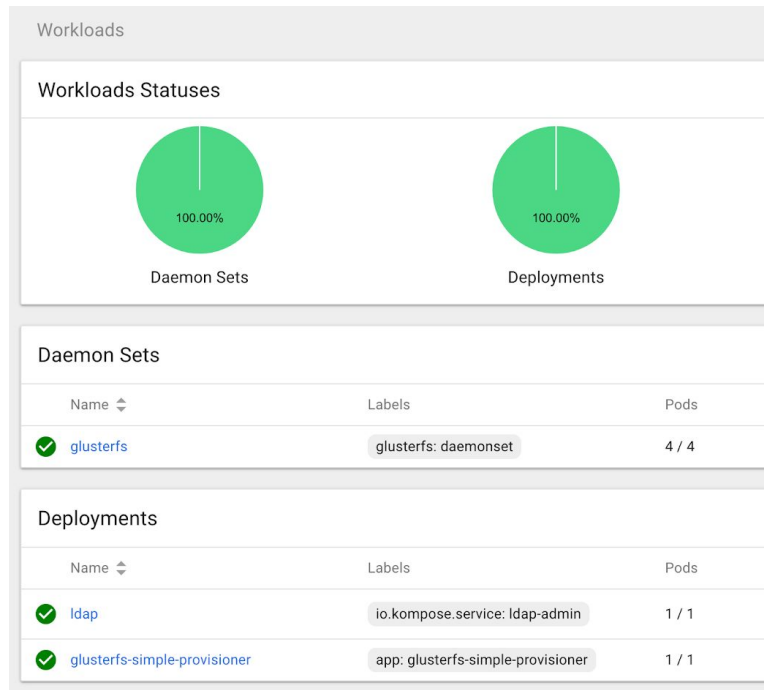 Workloads
Workloads Statuses
100.00% 100.00%
Daemon Sets Deployments
Daemon Sets
Name Labels Pods
glusterfs glusterfs: daemonset 4 / 4
Deployments
Name Labels Pods
ldap io.kompose.service: ldap-admin 1 / 1
glusterfs-simple-provisioner app: glusterfs-simple-provisioner 1 / 1